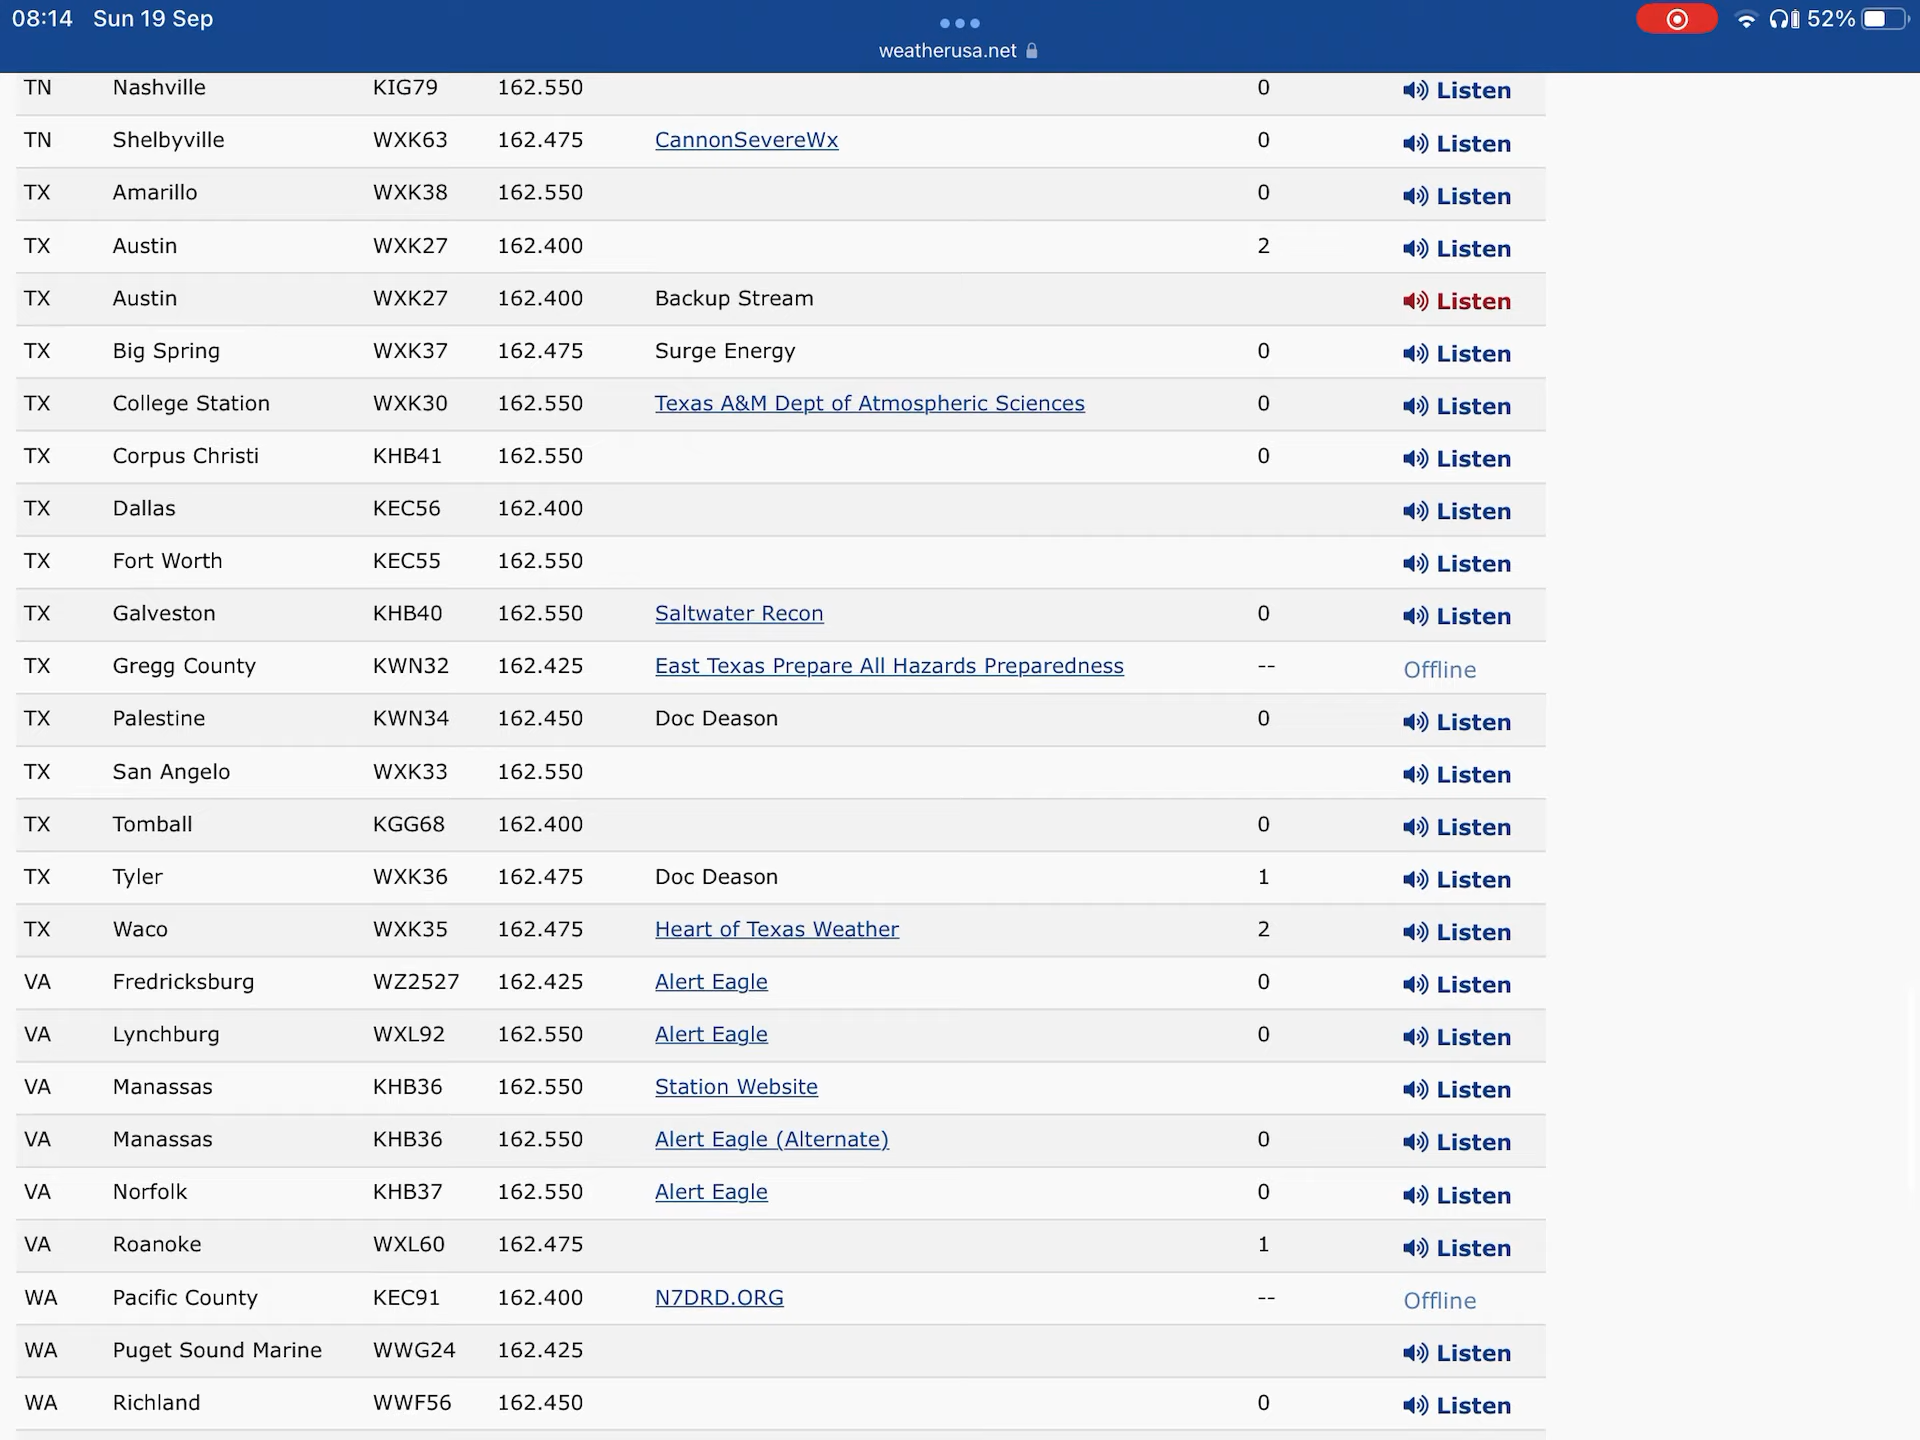 08:14 Sun 19 Sep 52%
weatherusa.net
TN Nashville KIG79 162.550 0 Listen
TN Shelbyville WXK63 162.475 CannonSevereWx 0 Listen
TX Amarillo WXK38 162.550 0 Listen
TX Austin WXK27 162.400 2 Listen
TX Austin WXK27 162.400 Backup Stream Listen
TX Big Spring WXK37 162.475 Surge Energy 0 Listen
TX College Station WXK30 162.550 Texas A&M Dept of Atmospheric Sciences 0 Listen
TX Corpus Christi KHB41 162.550 0 Listen
TX Dallas KEC56 162.400 Listen
TX Fort Worth KEC55 162.550 Listen
TX Galveston KHB40 162.550 Saltwater Recon 0 Listen
TX Gregg County KWN32 162.425 East Texas Prepare All Hazards Preparedness -- Offline
TX Palestine KWN34 162.450 Doc Deason 0 Listen
TX San Angelo WXK33 162.550 Listen
TX Tomball KGG68 162.400 0 Listen
TX Tyler WXK36 162.475 Doc Deason 1 Listen
TX Waco WXK35 162.475 Heart of Texas Weather 2 Listen
VA Fredricksburg WZ2527 162.425 Alert Eagle 0 Listen
VA Lynchburg WXL92 162.550 Alert Eagle 0 Listen
VA Manassas KHB36 162.550 Station Website Listen
VA Manassas KHB36 162.550 Alert Eagle (Alternate) 0 Listen
VA Norfolk KHB37 162.550 Alert Eagle 0 Listen
VA Roanoke WXL60 162.475 1 Listen
WA Pacific County KEC91 162.400 N7DRD.ORG -- Offline
WA Puget Sound Marine WWG24 162.425 Listen
WA Richland WWF56 162.450 0 Listen